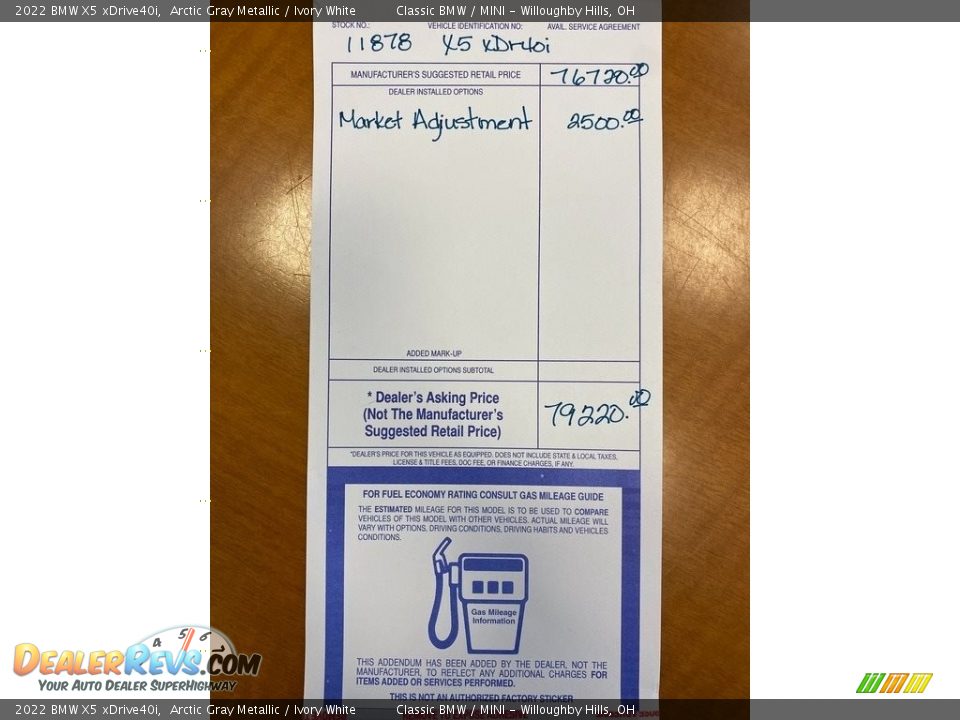 2022 BMW X5 xDrive40i, Arctic Gray Metallic / Ivory White Classic BMW / MINI - Willoughby Hills, OH
STOCK NO.: VEHICLE IDENTIFICATION NO: AVAIL. SERVICE AGREEMENT
11878 X5 xDr40i
MANUFACTURER'S SUGGESTED RETAIL PRICE 76720.00
DEALER INSTALLED OPTIONS
Market Adjustment 2500.00
ADDED MARK-UP
DEALER INSTALLED OPTIONS SUBTOTAL
* Dealer's Asking Price
(Not The Manufacturer's
Suggested Retail Price)
79220.00
*DEALER'S PRICE FOR THIS VEHICLE AS EQUIPPED. DOES NOT INCLUDE STATE & LOCAL TAXES,
LICENSE & TITLE FEES, DOC FEE, OR FINANCE CHARGES, IF ANY.
FOR FUEL ECONOMY RATING CONSULT GAS MILEAGE GUIDE
THE ESTIMATED MILEAGE FOR THIS MODEL IS TO BE USED TO COMPARE
VEHICLES OF THIS MODEL WITH OTHER VEHICLES. ACTUAL MILEAGE WILL
VARY WITH OPTIONS, DRIVING CONDITIONS, DRIVING HABITS AND VEHICLES
CONDITIONS.
Gas Mileage
Information
THIS ADDENDUM HAS BEEN ADDED BY THE DEALER, NOT THE
MANUFACTURER, TO REFLECT ANY ADDITIONAL CHARGES FOR
ITEMS ADDED OR SERVICES PERFORMED.
THIS IS NOT AN AUTHORIZED FACTORY STICKER
4 5 6
DEALERREVS.COM
YOUR AUTO DEALER SUPERHIGHWAY
2022 BMW X5 xDrive40i, Arctic Gray Metallic / Ivory White Classic BMW / MINI - Willoughby Hills, OH